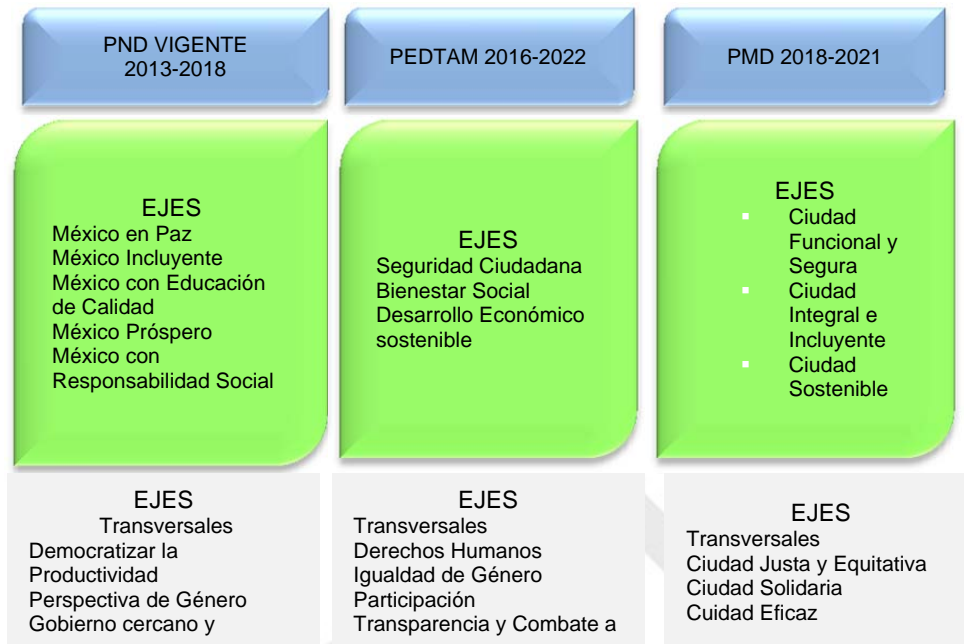 PND VIGENTE
2013-2018
PEDTAM 2016-2022
PMD 2018-2021
EJES
México en Paz
México Incluyente
México con Educación
de Calidad
México Próspero
México con
Responsabilidad Social
EJES
Seguridad Ciudadana
Bienestar Social
Desarrollo Económico
sostenible
EJES
▪ Ciudad
Funcional y
Segura
▪ Ciudad
Integral e
Incluyente
▪ Ciudad
Sostenible
EJES
Transversales
Democratizar la
Productividad
Perspectiva de Género
Gobierno cercano y
EJES
Transversales
Derechos Humanos
Igualdad de Género
Participación
Transparencia y Combate a
EJES
Transversales
Ciudad Justa y Equitativa
Ciudad Solidaria
Cuidad Eficaz